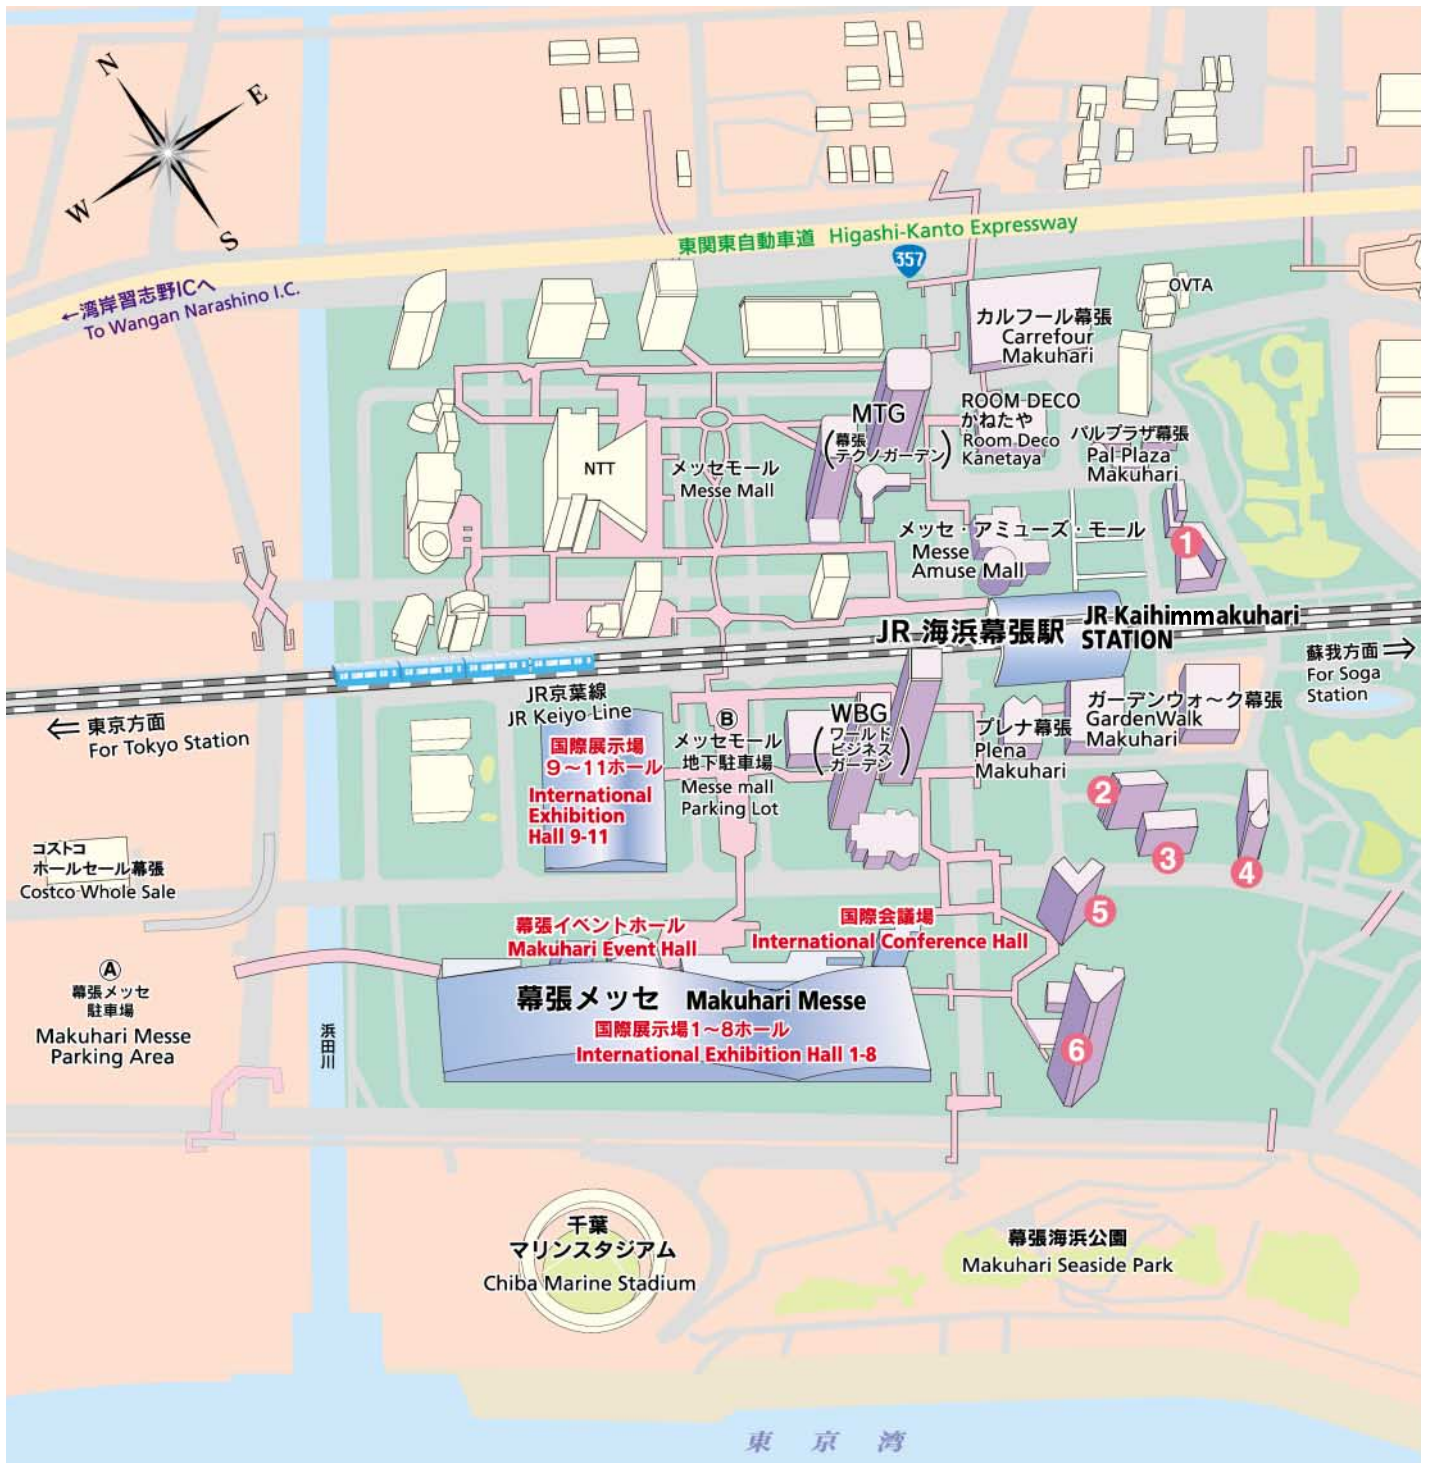 N
E
W
S
東関東自動車道 Higashi-Kanto Expressway
357
←湾岸習志野ICへ
To Wangan Narashino I.C.
OVTA
カルフール幕張
Carrefour
Makuhari
MTG
(幕張
テクノガーデン)
ROOM DECO
かねたや
Room Deco
Kanetaya
パルプラザ幕張
Pal Plaza
Makuhari
NTT
メッセモール
Messe Mall
メッセ・アミューズ・モール
Messe
Amuse Mall
1
JR 海浜幕張駅
JR Kaihimmakuhari
STATION
蘇我方面
For Soga
Station
JR京葉線
JR Keiyo Line
東京方面
For Tokyo Station
国際展示場
9～11ホール
International
Exhibition
Hall 9-11
B
メッセモール
地下駐車場
Messe mall
Parking Lot
WBG
(ワールド
ビジネス
ガーデン)
プレナ幕張
Plena
Makuhari
ガーデンウォ～ク幕張
GardenWalk
Makuhari
2
3
4
5
6
コストコ
ホールセール幕張
Costco Whole Sale
幕張イベントホール
Makuhari Event Hall
国際会議場
International Conference Hall
幕張メッセ Makuhari Messe
国際展示場1～8ホール
International Exhibition Hall 1-8
A
幕張メッセ
駐車場
Makuhari Messe
Parking Area
浜田川
千葉
マリンスタジアム
Chiba Marine Stadium
幕張海浜公園
Makuhari Seaside Park
東京湾